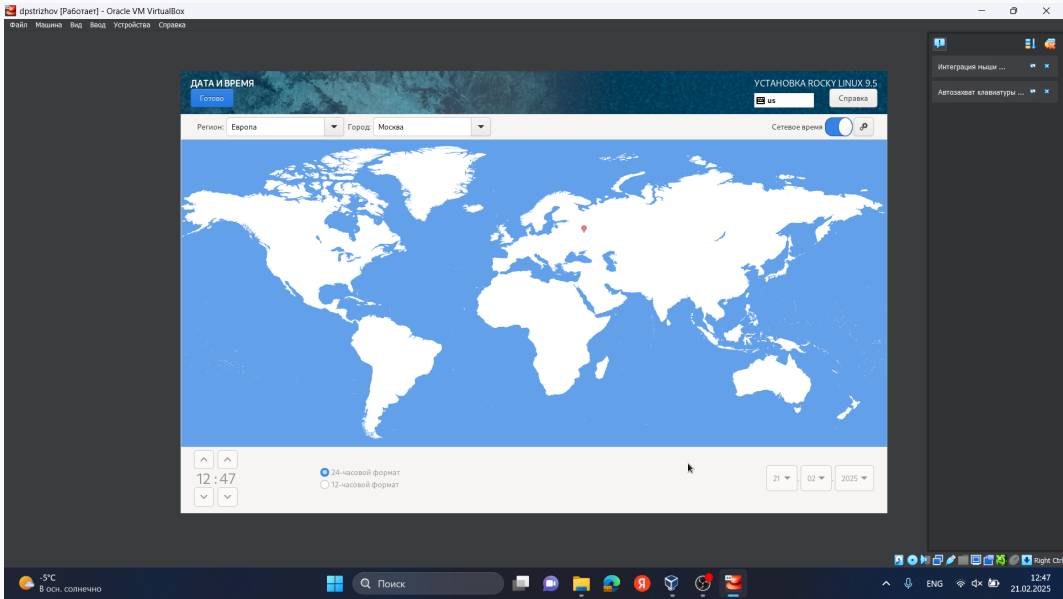 dpstrizhov [Работает] - Oracle VM VirtualBox
Файл Машина Вид Ввод Устройства Справка
Интеграция мыши ...
Автозахват клавиатуры ...
ДАТА И ВРЕМЯ
УСТАНОВКА ROCKY LINUX 9.5
Готово
us
Справка
Регион: Европа
Город: Москва
Сетевое время
12:47
24-часовой формат
12-часовой формат
21 . 02 . 2025
Right Ctrl
-5°C
В осн. солнечно
Поиск
ENG
12:47
21.02.2025